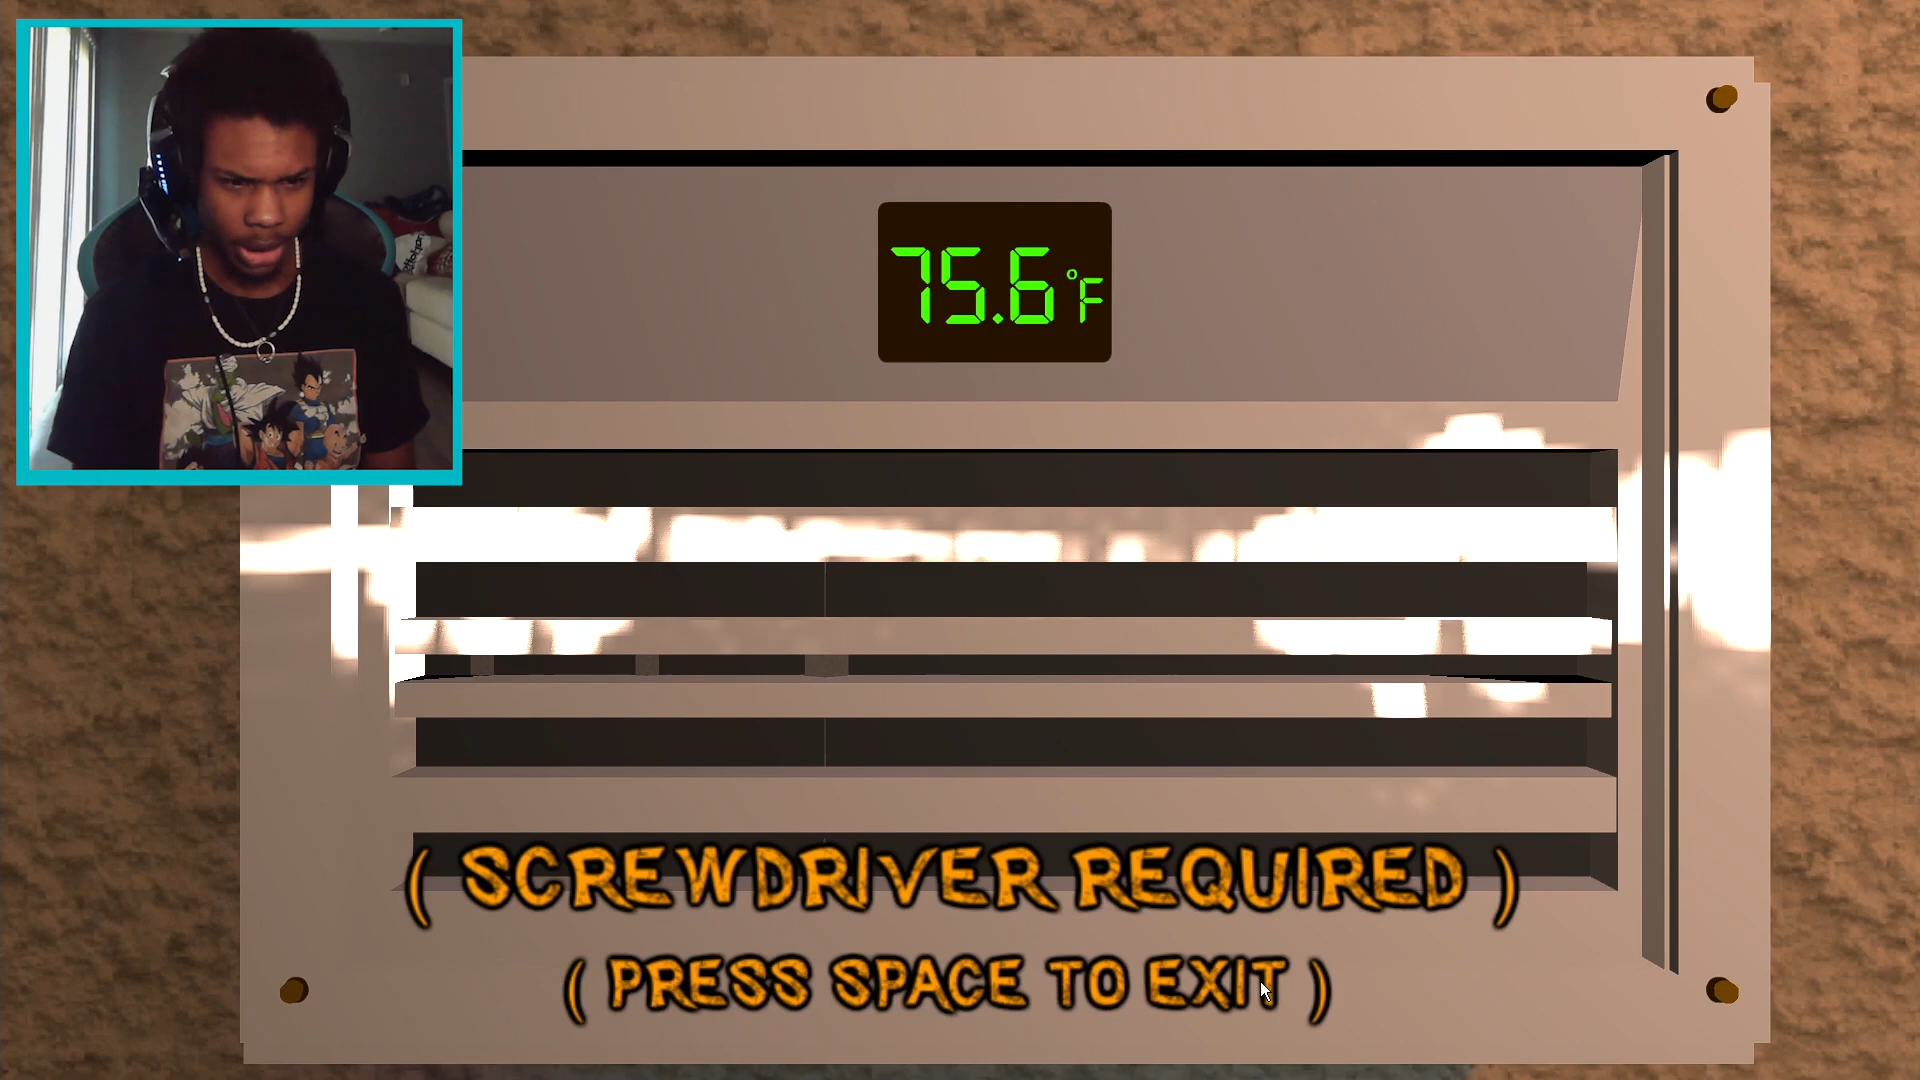 75.6 °F
( SCREWDRIVER REQUIRED )
( PRESS SPACE TO EXIT )